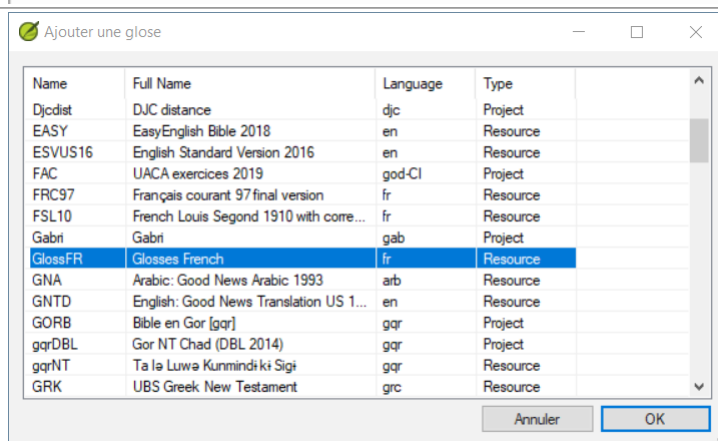 Ajouter une glose
Name Full Name Language Type
Djcdist DJC distance djc Project
EASY EasyEnglish Bible 2018 en Resource
ESVUS16 English Standard Version 2016 en Resource
FAC UACA exercices 2019 god-CI Project
FRC97 Français courant 97 final version fr Resource
FSL10 French Louis Segond 1910 with corre... fr Resource
Gabri Gabri gab Project
GlossFR Glosses French fr Resource
GNA Arabic: Good News Arabic 1993 arb Resource
GNTD English: Good News Translation US 1... en Resource
GORB Bible en Gor [gqr] gqr Project
gqrDBL Gor NT Chad (DBL 2014) gqr Project
gqrNT Ta lə Luwə Kunmindɨ kɨ Sigɨ gqr Resource
GRK UBS Greek New Testament grc Resource
Annuler OK